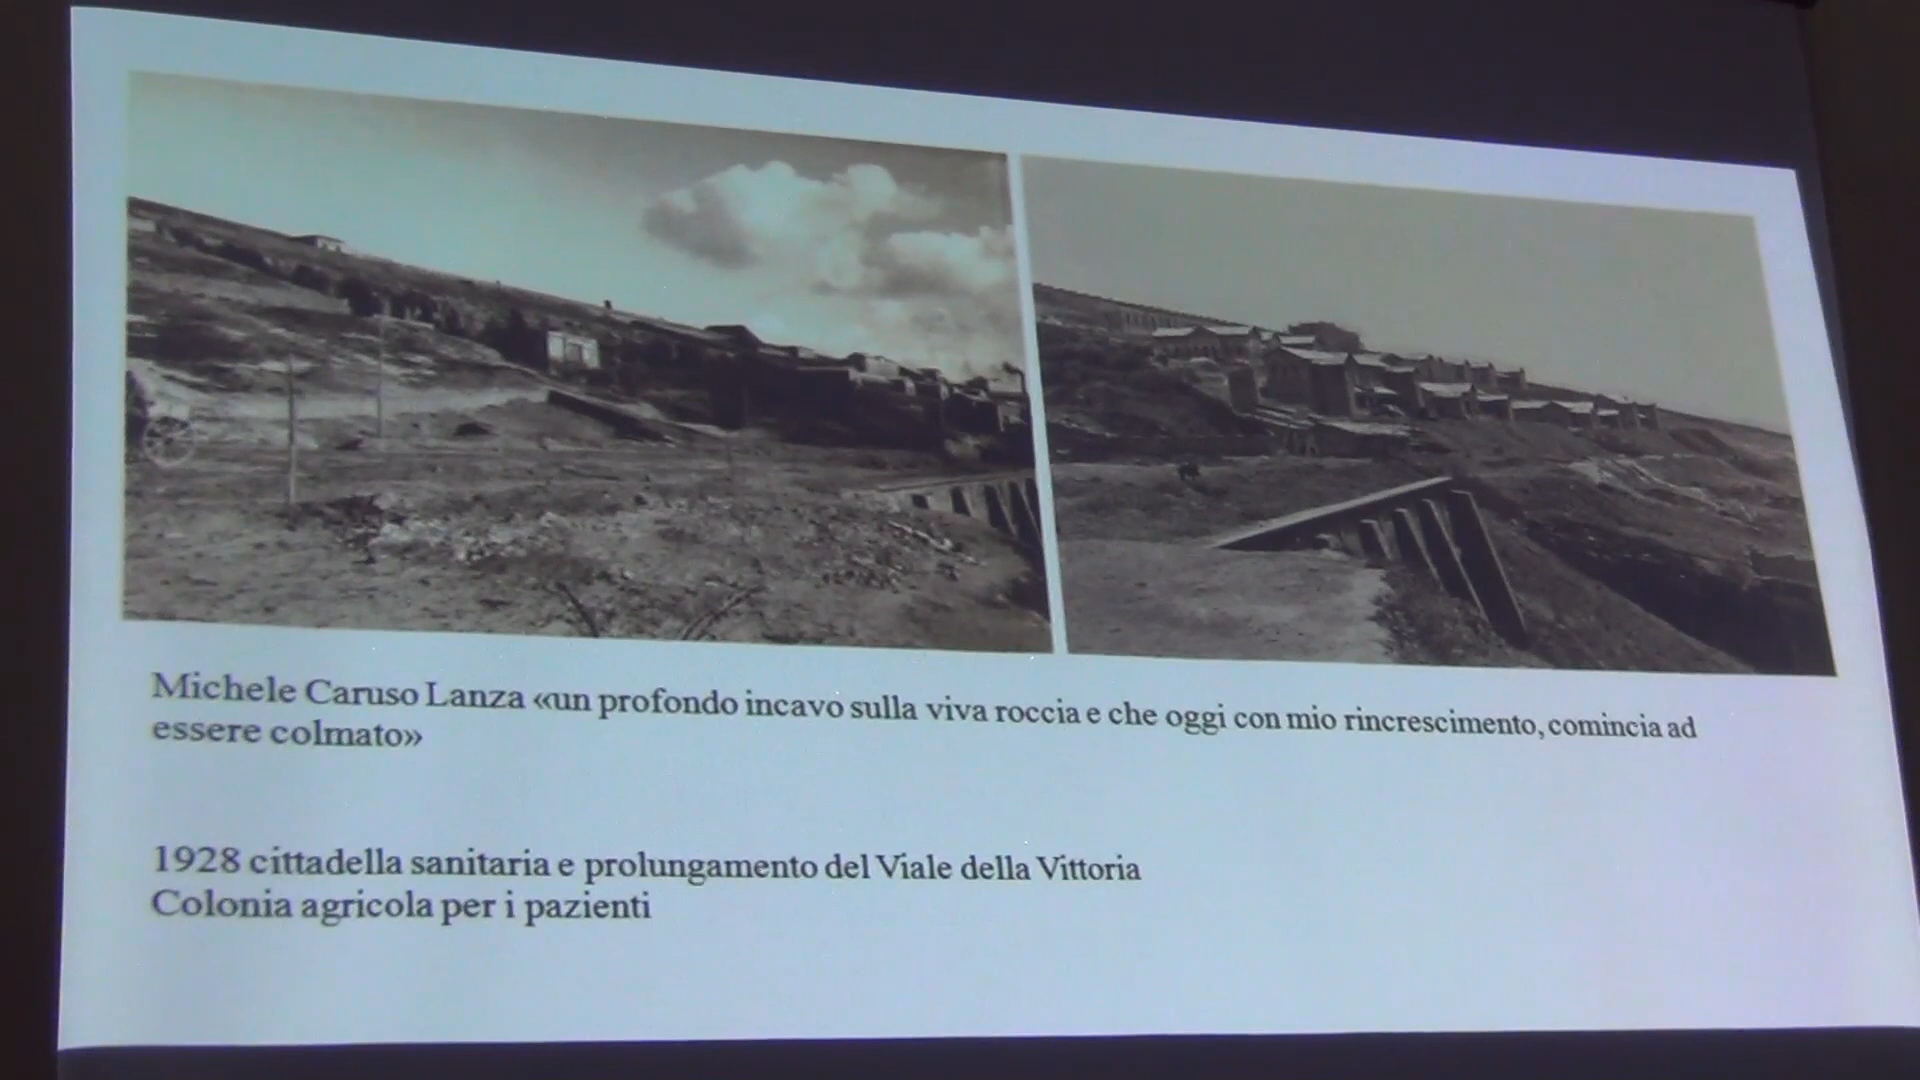 Michele Caruso Lanza «un profondo incavo sulla viva roccia e che oggi con mio rincrescimento, comincia ad
essere colmato»
1928 cittadella sanitaria e prolungamento del Viale della Vittoria
Colonia agricola per i pazienti